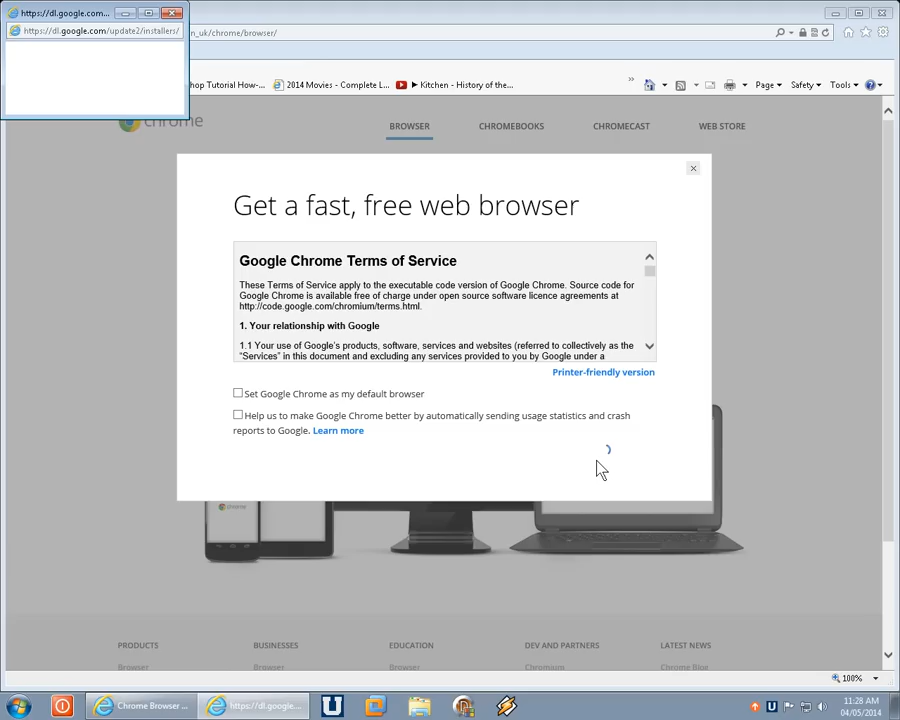 https://dl.google.com...
https://dl.google.com/update2/installers/
n_uk/chrome/browser/
hop Tutorial How-...
2014 Movies - Complete L...
► Kitchen - History of the...
»
Page
Safety
Tools
chrome
BROWSER
CHROMEBOOKS
CHROMECAST
WEB STORE
Get a fast, free web browser
Google Chrome Terms of Service
These Terms of Service apply to the executable code version of Google Chrome. Source code for
Google Chrome is available free of charge under open source software licence agreements at
http://code.google.com/chromium/terms.html.
1. Your relationship with Google
1.1 Your use of Google's products, software, services and websites (referred to collectively as the
"Services" in this document and excluding any services provided to you by Google under a
Printer-friendly version
Set Google Chrome as my default browser
Help us to make Google Chrome better by automatically sending usage statistics and crash
reports to Google. Learn more
chrome
PRODUCTS
BUSINESSES
EDUCATION
DEV AND PARTNERS
LATEST NEWS
Browser
Browser
Browser
Chromium
Chrome Blog
100%
Chrome Browser ...
https://dl.google...
11:28 AM
04/05/2014